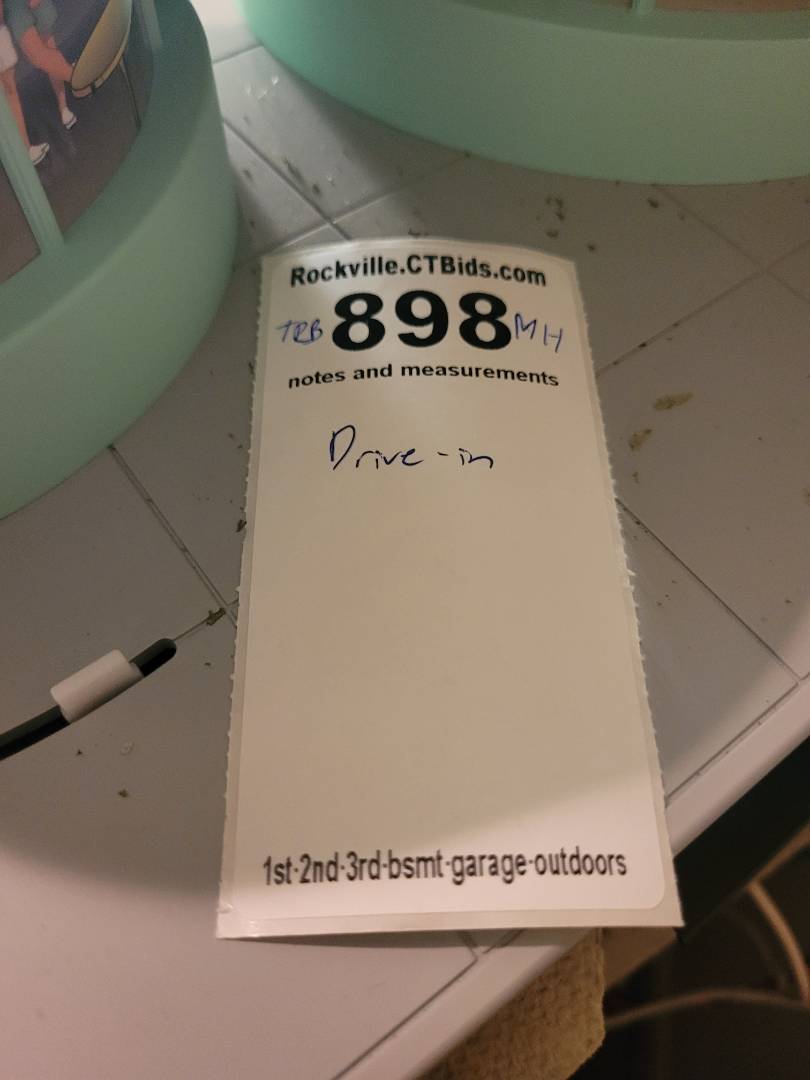 Rockville.CTBids.com
TRB 898 MH
notes and measurements
Drive-in
1st-2nd-3rd-bsmt-garage-outdoors